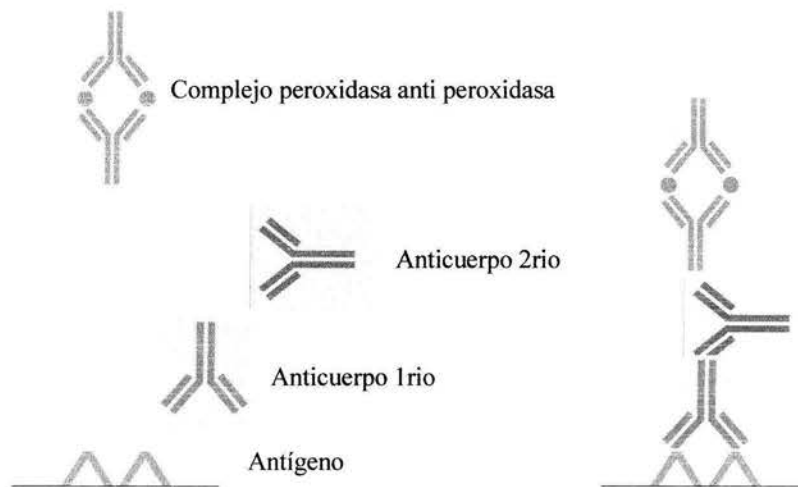 Complejo peroxidasa anti peroxidasa
Anticuerpo 2rio
Anticuerpo 1rio
Antígeno